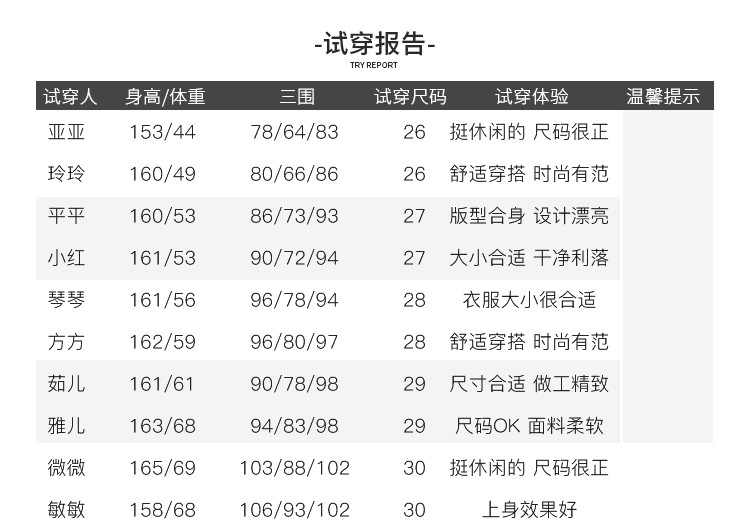 -试穿报告-
TRY REPORT
试穿人 身高/体重 三围 试穿尺码 试穿体验 温馨提示
亚亚 153/44 78/64/83 26 挺休闲的 尺码很正
玲玲 160/49 80/66/86 26 舒适穿搭 时尚有范
平平 160/53 86/73/93 27 版型合身 设计漂亮
小红 161/53 90/72/94 27 大小合适 干净利落
琴琴 161/56 96/78/94 28 衣服大小很合适
方方 162/59 96/80/97 28 舒适穿搭 时尚有范
茹儿 161/61 90/78/98 29 尺寸合适 做工精致
雅儿 163/68 94/83/98 29 尺码OK 面料柔软
微微 165/69 103/88/102 30 挺休闲的 尺码很正
敏敏 158/68 106/93/102 30 上身效果好